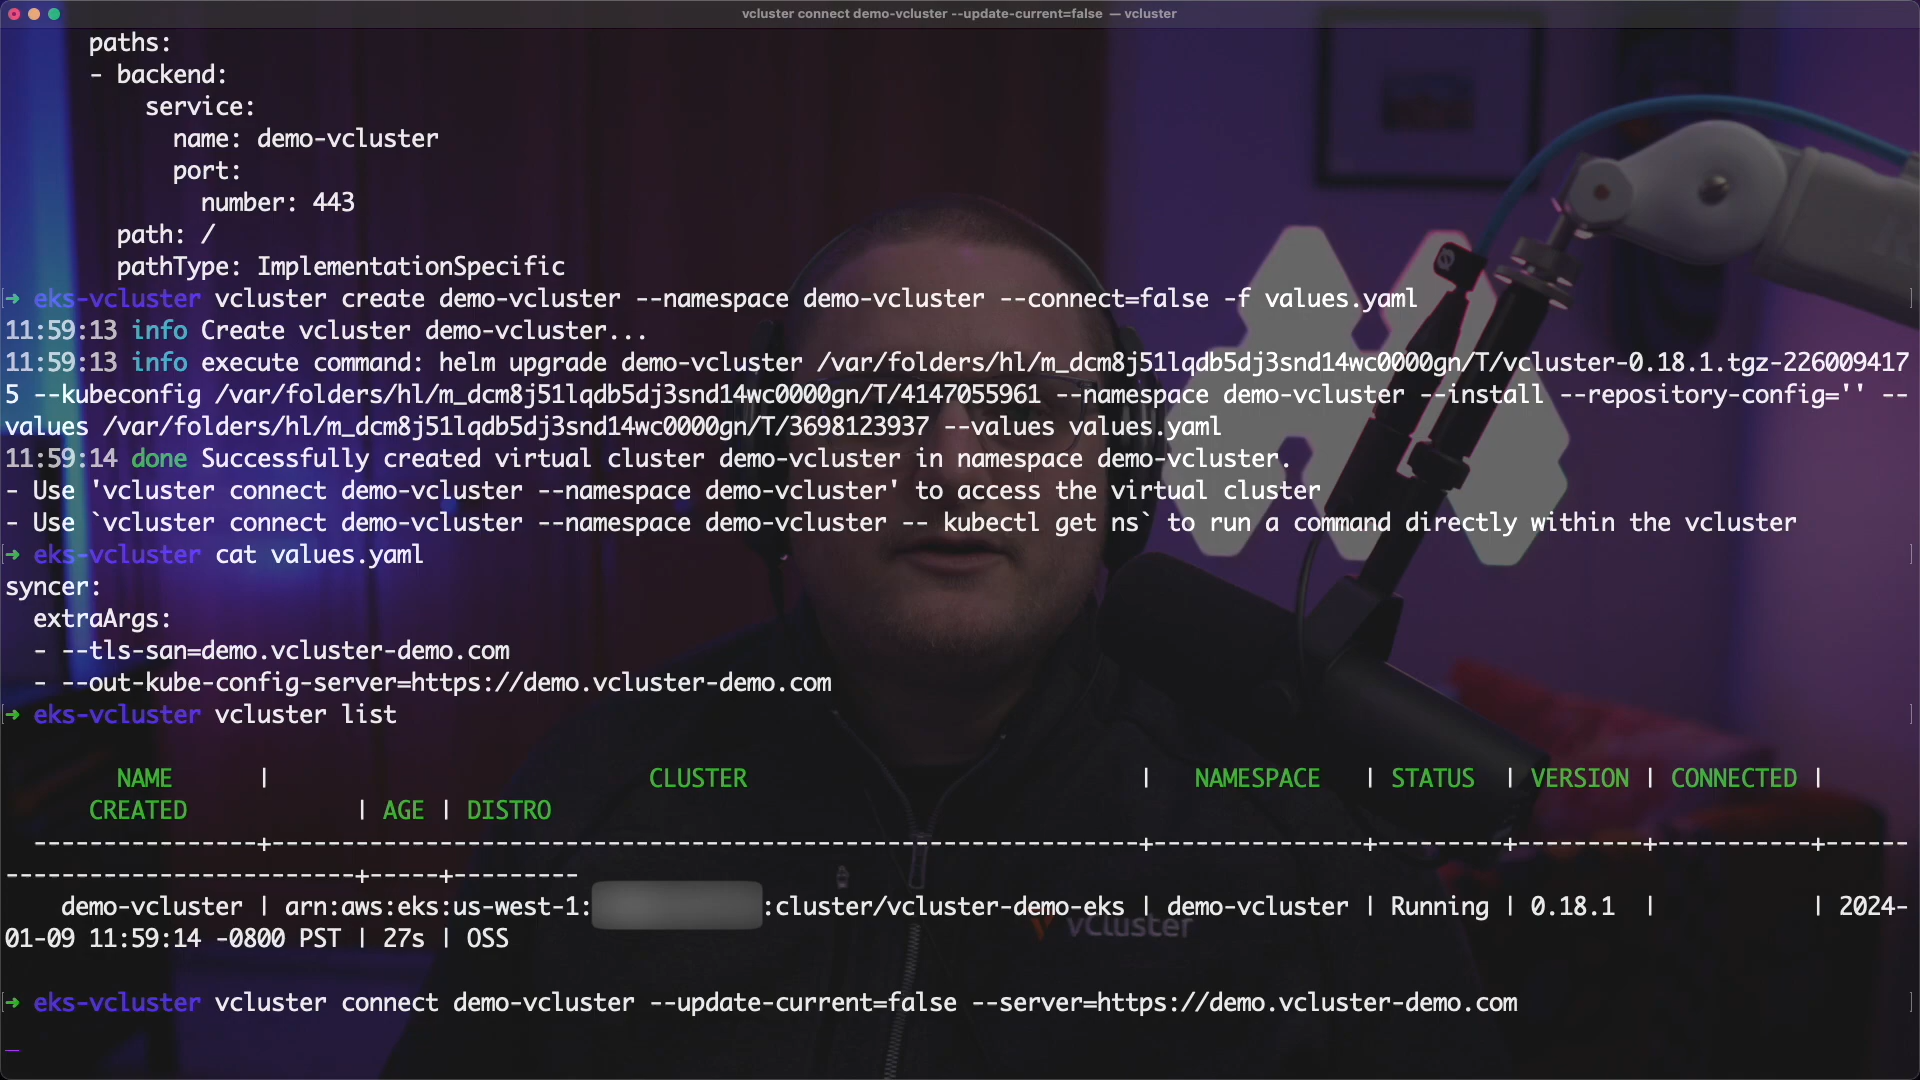 vcluster connect demo-vcluster --update-current=false — vcluster
paths:
- backend:
service:
name: demo-vcluster
port:
number: 443
path: /
pathType: ImplementationSpecific
➜ eks-vcluster vcluster create demo-vcluster --namespace demo-vcluster --connect=false -f values.yaml
11:59:13 info Create vcluster demo-vcluster...
11:59:13 info execute command: helm upgrade demo-vcluster /var/folders/hl/m_dcm8j51lqdb5dj3snd14wc0000gn/T/vcluster-0.18.1.tgz-226009417
5 --kubeconfig /var/folders/hl/m_dcm8j51lqdb5dj3snd14wc0000gn/T/4147055961 --namespace demo-vcluster --install --repository-config='' --
values /var/folders/hl/m_dcm8j51lqdb5dj3snd14wc0000gn/T/3698123937 --values values.yaml
11:59:14 done Successfully created virtual cluster demo-vcluster in namespace demo-vcluster.
- Use 'vcluster connect demo-vcluster --namespace demo-vcluster' to access the virtual cluster
- Use `vcluster connect demo-vcluster --namespace demo-vcluster -- kubectl get ns` to run a command directly within the vcluster
➜ eks-vcluster cat values.yaml
syncer:
extraArgs:
- --tls-san=demo.vcluster-demo.com
- --out-kube-config-server=https://demo.vcluster-demo.com
➜ eks-vcluster vcluster list
NAME | CLUSTER | NAMESPACE | STATUS | VERSION | CONNECTED |
CREATED | AGE | DISTRO
----------------+--------------------------------------------------------------+---------------+---------+---------+-----------+------
-------------------------+-----+---------
demo-vcluster | arn:aws:eks:us-west-1: :cluster/vcluster-demo-eks | demo-vcluster | Running | 0.18.1 | | 2024-
01-09 11:59:14 -0800 PST | 27s | OSS
vcluster
➜ eks-vcluster vcluster connect demo-vcluster --update-current=false --server=https://demo.vcluster-demo.com